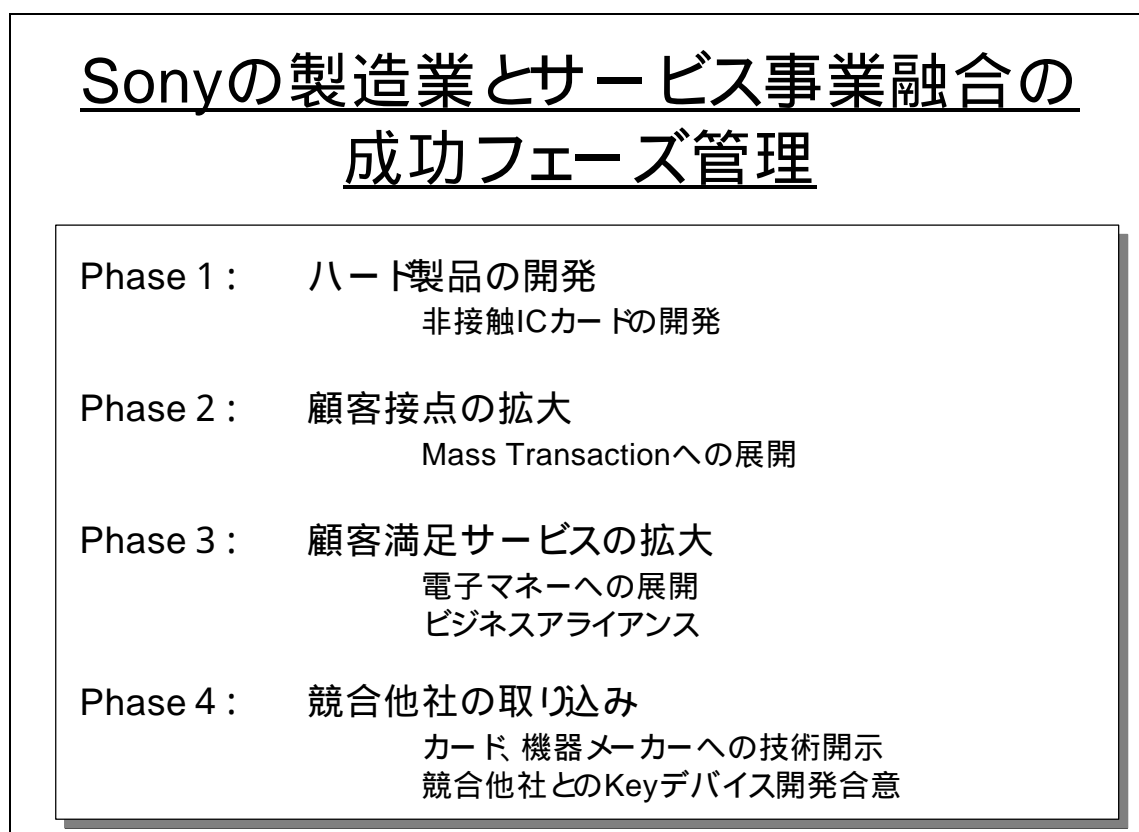 Sonyの製造業とサービス事業融合の
成功フェーズ管理
Phase 1 : ハード製品の開発
非接触ICカードの開発
Phase 2 : 顧客接点の拡大
Mass Transactionへの展開
Phase 3 : 顧客満足サービスの拡大
電子マネーへの展開
ビジネスアライアンス
Phase 4 : 競合他社の取り込み
カード、機器メーカーへの技術開示
競合他社とのKeyデバイス開発合意